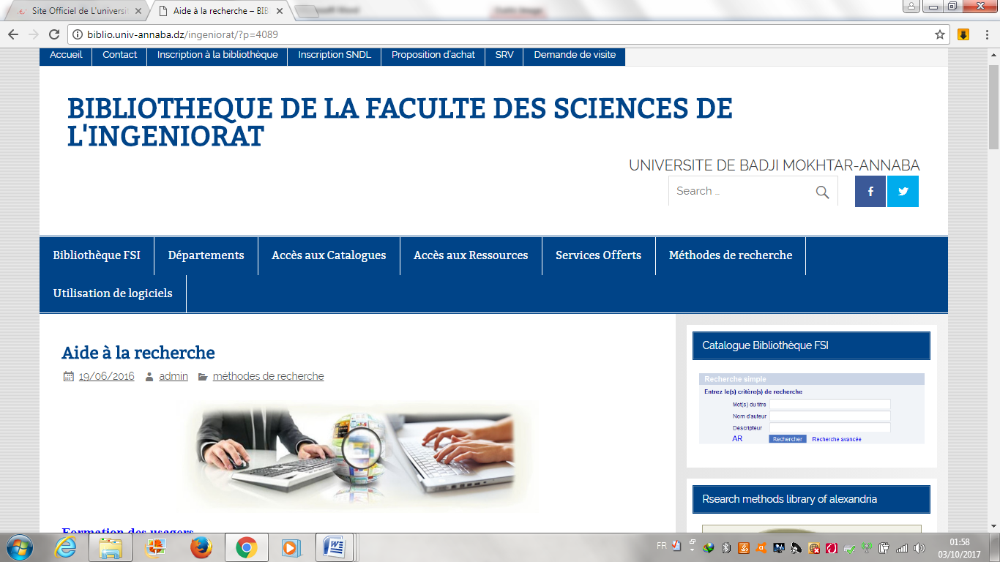 Site Officiel de L'universit
Aide à la recherche – BIB
biblio.univ-annaba.dz/ingeniorat/?p=4089
Accueil Contact Inscription à la bibliothèque Inscription SNDL Proposition d'achat SRV Demande de visite
BIBLIOTHEQUE DE LA FACULTE DES SCIENCES DE
L'INGENIORAT
UNIVERSITE DE BADJI MOKHTAR-ANNABA
Search …
Bibliothèque FSI Départements Accès aux Catalogues Accès aux Ressources Services Offerts Méthodes de recherche
Utilisation de logiciels
Aide à la recherche
19/06/2016 admin méthodes de recherche
Formation des usagers
Catalogue Bibliothèque FSI
Recherche simple
Entrez le(s) critère(s) de recherche
Mot(s) du titre
Nom d'auteur
Descripteur
AR Rechercher Recherche avancée
Rsearch methods library of alexandria
FR
01:58
03/10/2017